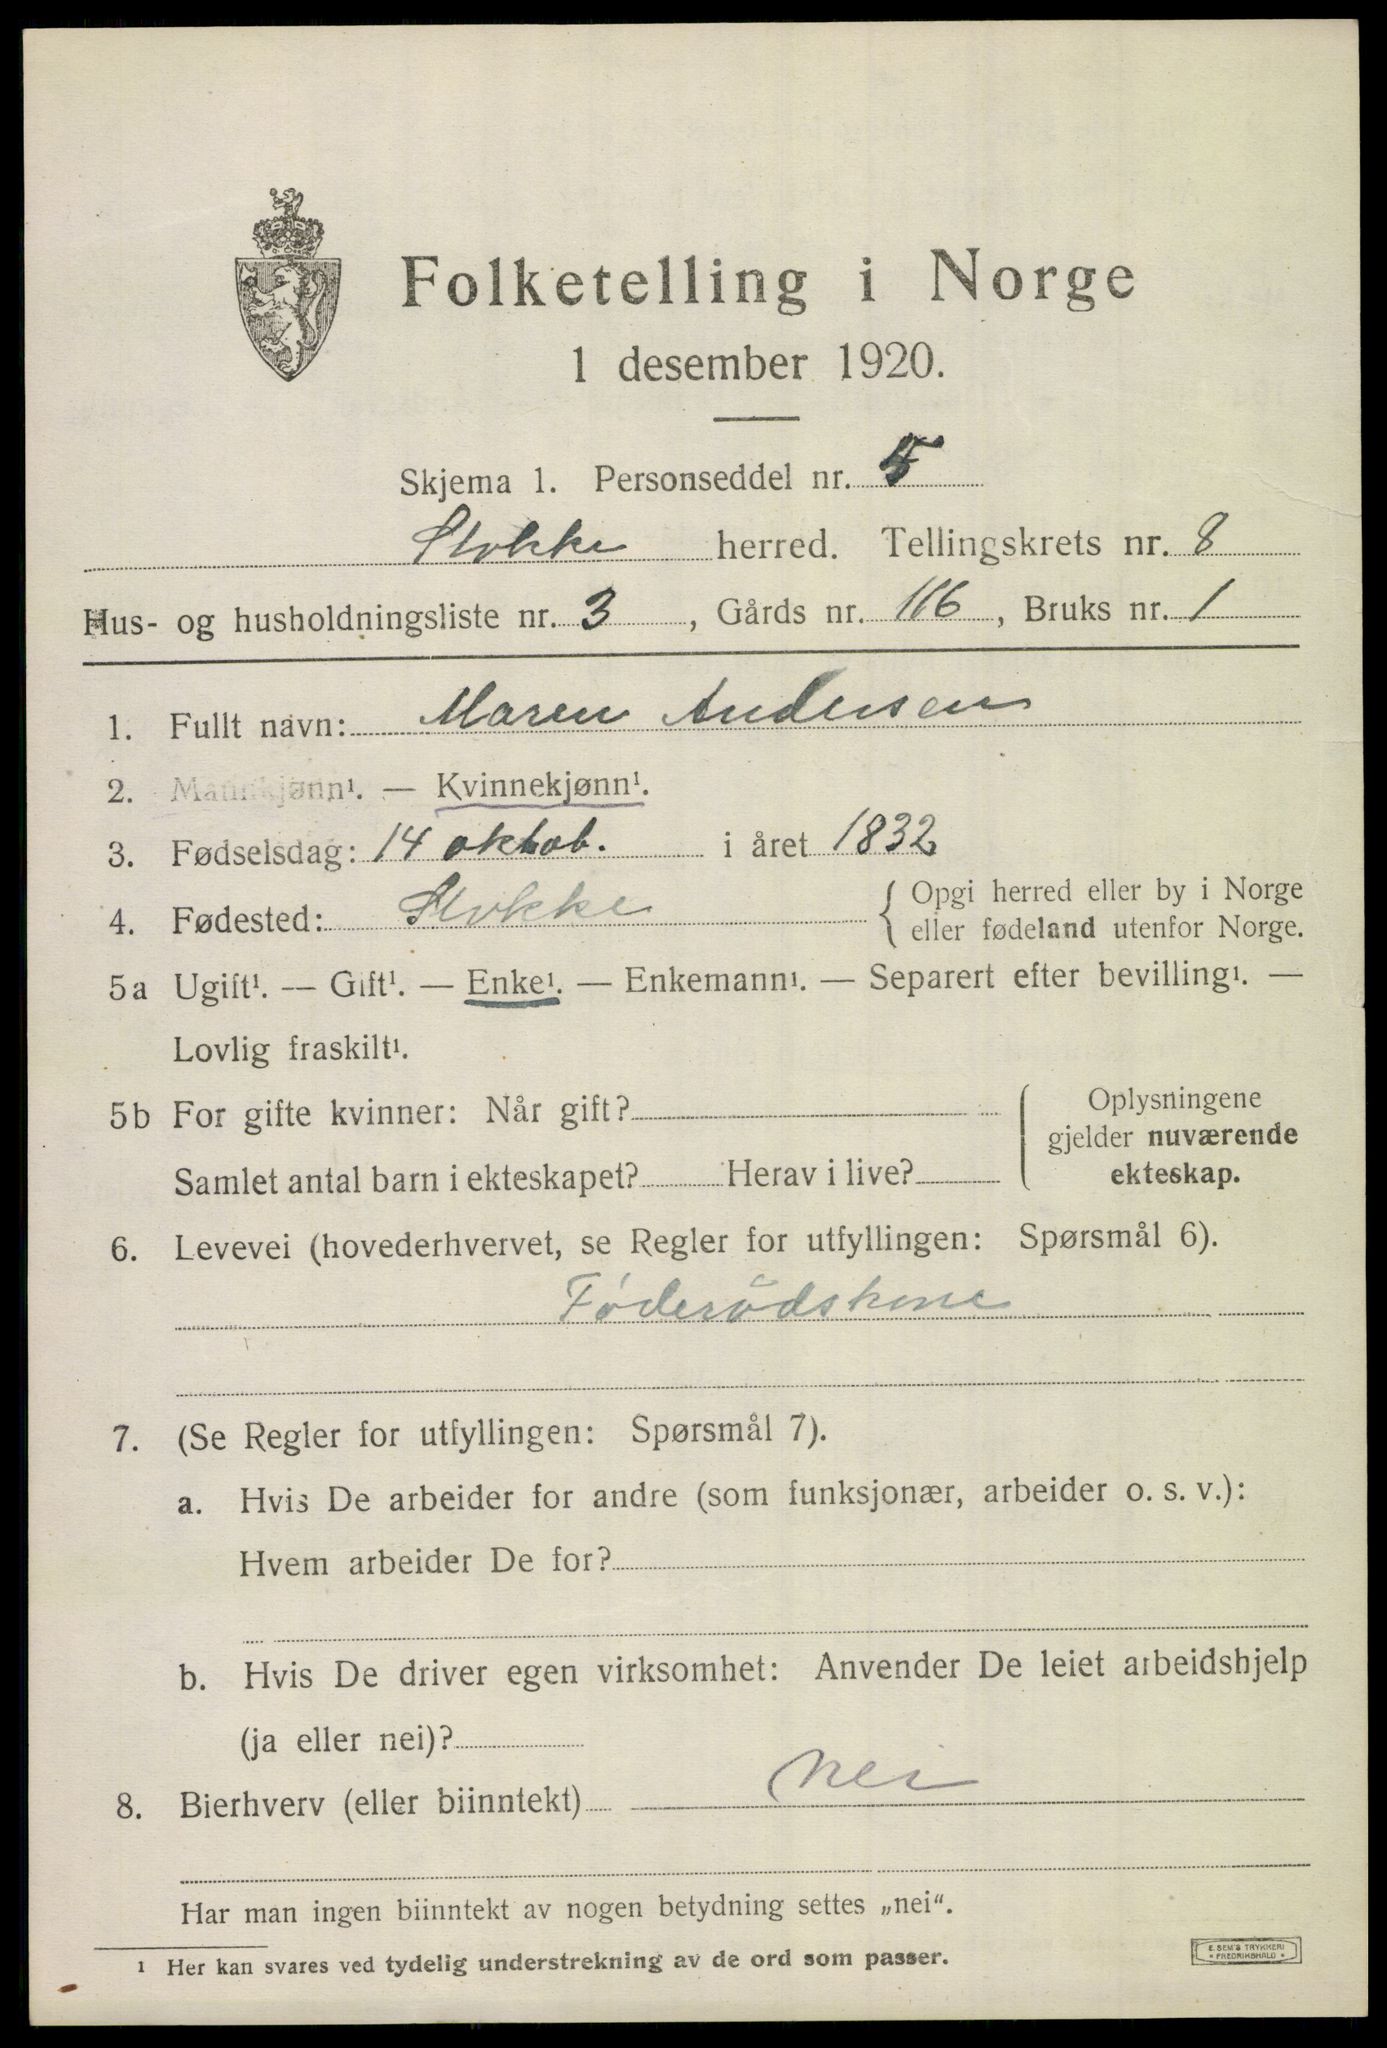 Folketelling i Norge
1 desember 1920.
Skjema 1. Personseddel nr. 5
Stokke herred. Tellingskrets nr. 8
Hus- og husholdningsliste nr. 3, Gårds nr. 116, Bruks nr. 1
1. Fullt navn: Maren Andersen
2. Mannkjønn¹. — Kvinnekjønn¹.
3. Fødselsdag: 14 oktob. i året 1832
4. Fødested: Stokke { Opgi herred eller by i Norge
eller fødeland utenfor Norge.
5a Ugift¹. — Gift¹. — Enke¹. — Enkemann¹. — Separert efter bevilling¹. —
Lovlig fraskilt¹.
5b For gifte kvinner: Når gift? { Oplysningene
gjelder nuværende
Samlet antal barn i ekteskapet? Herav i live? ekteskap.
6. Levevei (hovederhvervet, se Regler for utfyllingen: Spørsmål 6).
Føderådskone
7. (Se Regler for utfyllingen: Spørsmål 7).
a. Hvis De arbeider for andre (som funksjonær, arbeider o. s. v.):
Hvem arbeider De for?
b. Hvis De driver egen virksomhet: Anvender De leiet arbeidshjelp
(ja eller nei)?
8. Bierhverv (eller biinntekt) Nei
Har man ingen biinntekt av nogen betydning settes „nei“.
¹ Her kan svares ved tydelig understrekning av de ord som passer.
E. SEM'S TRYKKERI
• FREDRIKSHALD •